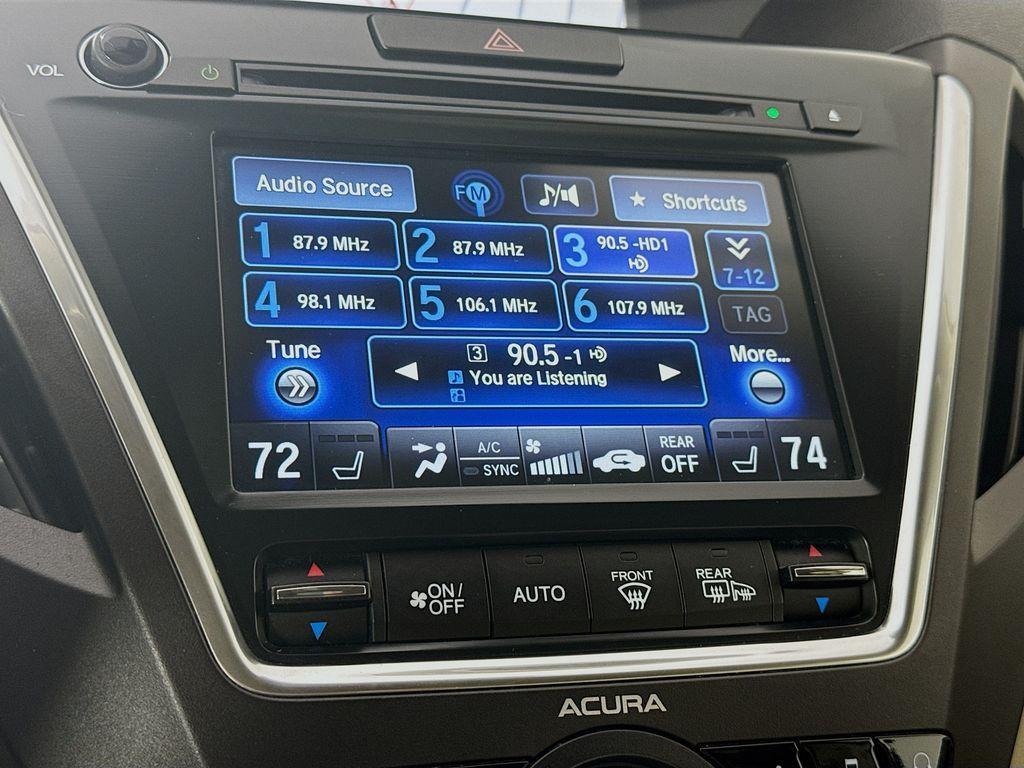 VOL
Audio Source
FM
★ Shortcuts
1 87.9 MHz
2 87.9 MHz
3 90.5 -HD1
HD
7-12
4 98.1 MHz
5 106.1 MHz
6 107.9 MHz
TAG
Tune
3 90.5 -1 HD
You are Listening
More...
72
A/C
SYNC
REAR
OFF
74
ON/
OFF
AUTO
FRONT
REAR
ACURA